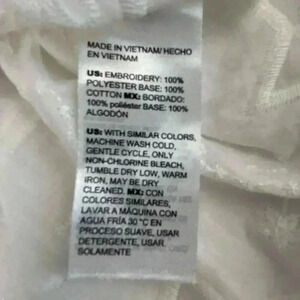 MADE IN VIETNAM/ HECHO
EN VIETNAM
US: EMBROIDERY: 100%
POLYESTER BASE: 100%
COTTON MX: BORDADO:
100% poliéster BASE: 100%
ALGODÓN
US: WITH SIMILAR COLORS,
MACHINE WASH COLD,
GENTLE CYCLE, ONLY
NON-CHLORINE BLEACH,
TUMBLE DRY LOW, WARM
IRON, MAY BE DRY
CLEANED. MX: CON
COLORES SIMILARES,
LAVAR A MÁQUINA CON
AGUA FRÍA 30 °C EN
PROCESO SUAVE, USAR
DETERGENTE, USAR
SOLAMENTE